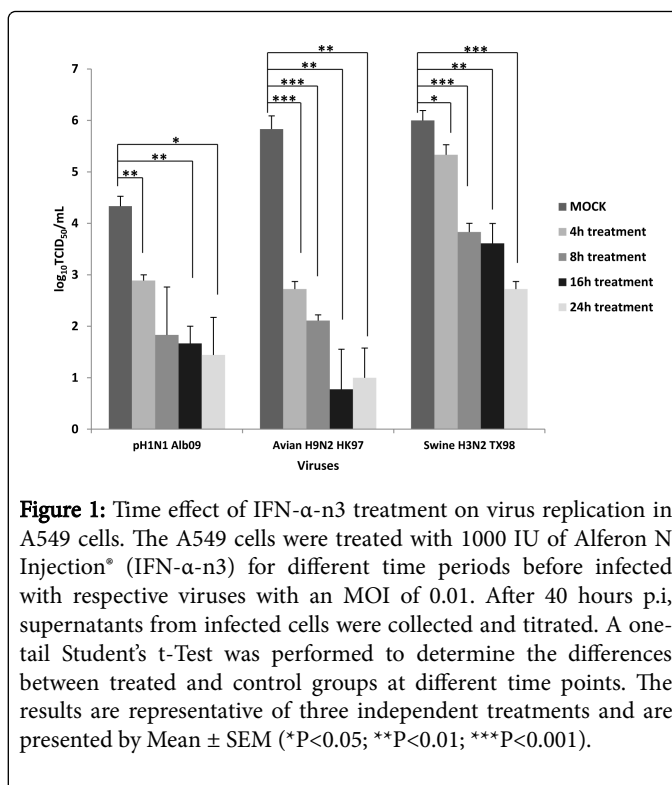 ***
**
***
*
**
**
***
***
*
**
**
7
6
5
4
3
2
1
0
log10TCID50/mL
MOCK
4h treatment
8h treatment
16h treatment
24h treatment
pH1N1 Alb09 Avian H9N2 HK97 Swine H3N2 TX98
Viruses
Figure 1: Time effect of IFN-α-n3 treatment on virus replication in
A549 cells. The A549 cells were treated with 1000 IU of Alferon N
Injection® (IFN-α-n3) for different time periods before infected
with respective viruses with an MOI of 0.01. After 40 hours p.i,
supernatants from infected cells were collected and titrated. A one-
tail Student's t-Test was performed to determine the differences
between treated and control groups at different time points. The
results are representative of three independent treatments and are
presented by Mean ± SEM (*P<0.05; **P<0.01; ***P<0.001).